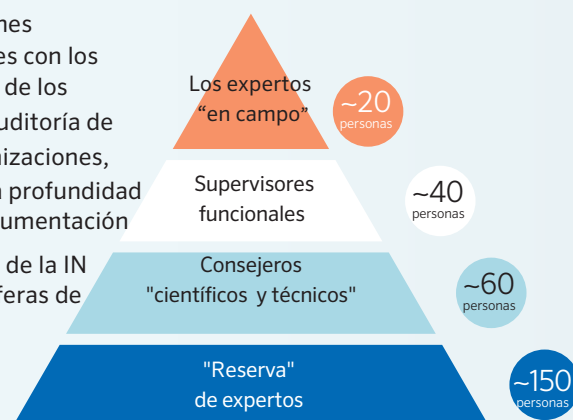 nes
es con los
de los
uditoría de
nizaciones,
profundidad
umentación
de la IN
feras de
Los expertos
“en campo”
~20
personas
Supervisores
funcionales
~40
personas
Consejeros
"científicos y técnicos"
~60
personas
"Reserva"
de expertos
~150
personas